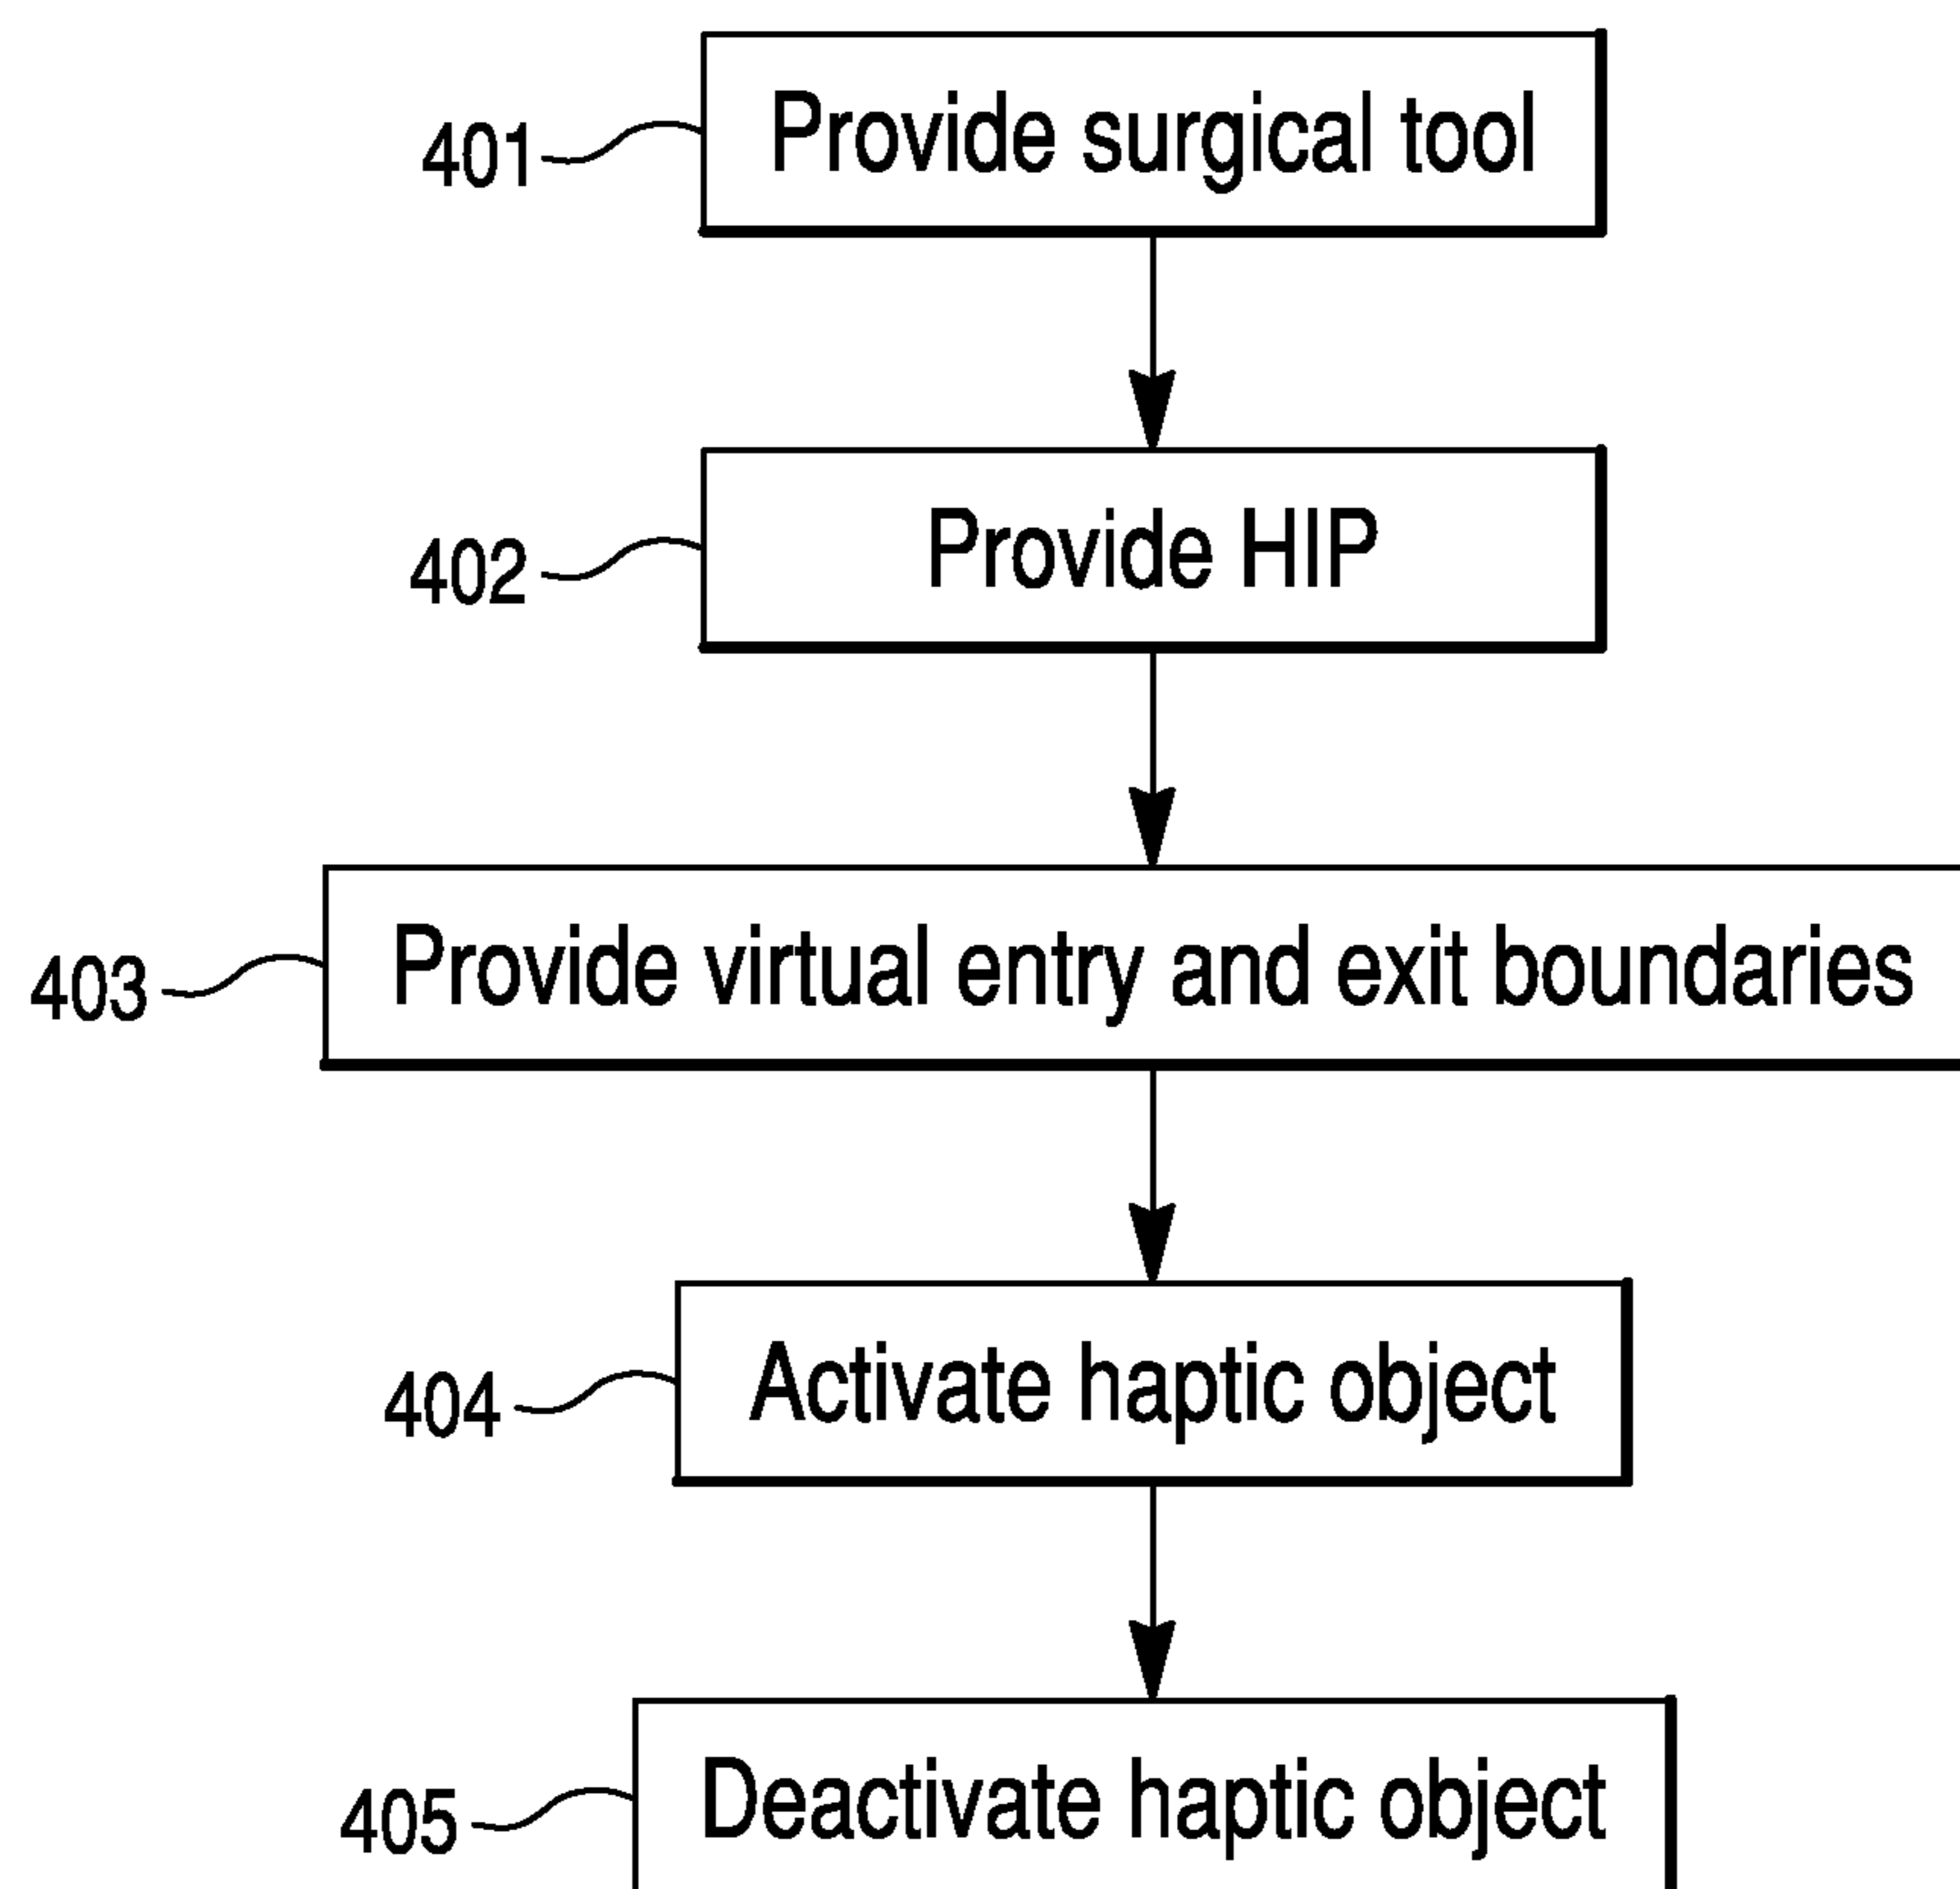 401 Provide surgical tool
402 Provide HIP
403 Provide virtual entry and exit boundaries
404 Activate haptic object
405 Deactivate haptic object